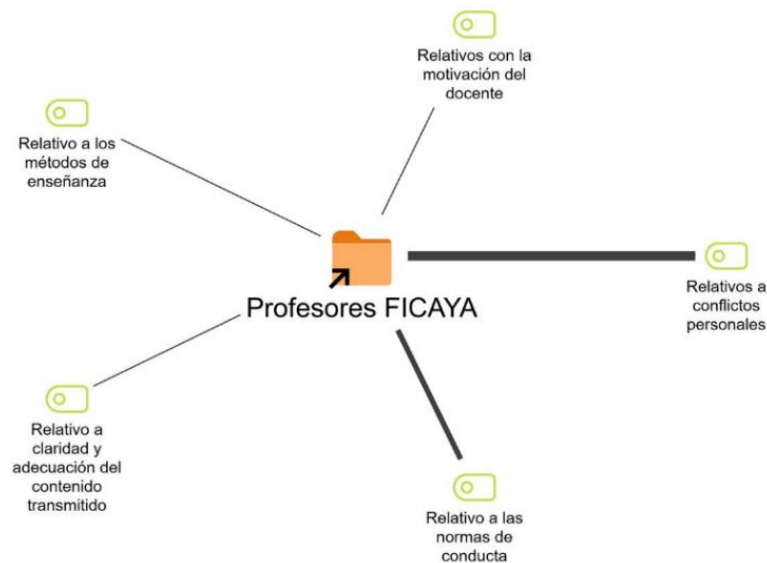 Relativos con la
motivación del
docente
Relativo a los
métodos de
enseñanza
Relativos a
conflictos
personales
Profesores FICAYA
Relativo a
claridad y
adecuación del
contenido
transmitido
Relativo a las
normas de
conducta